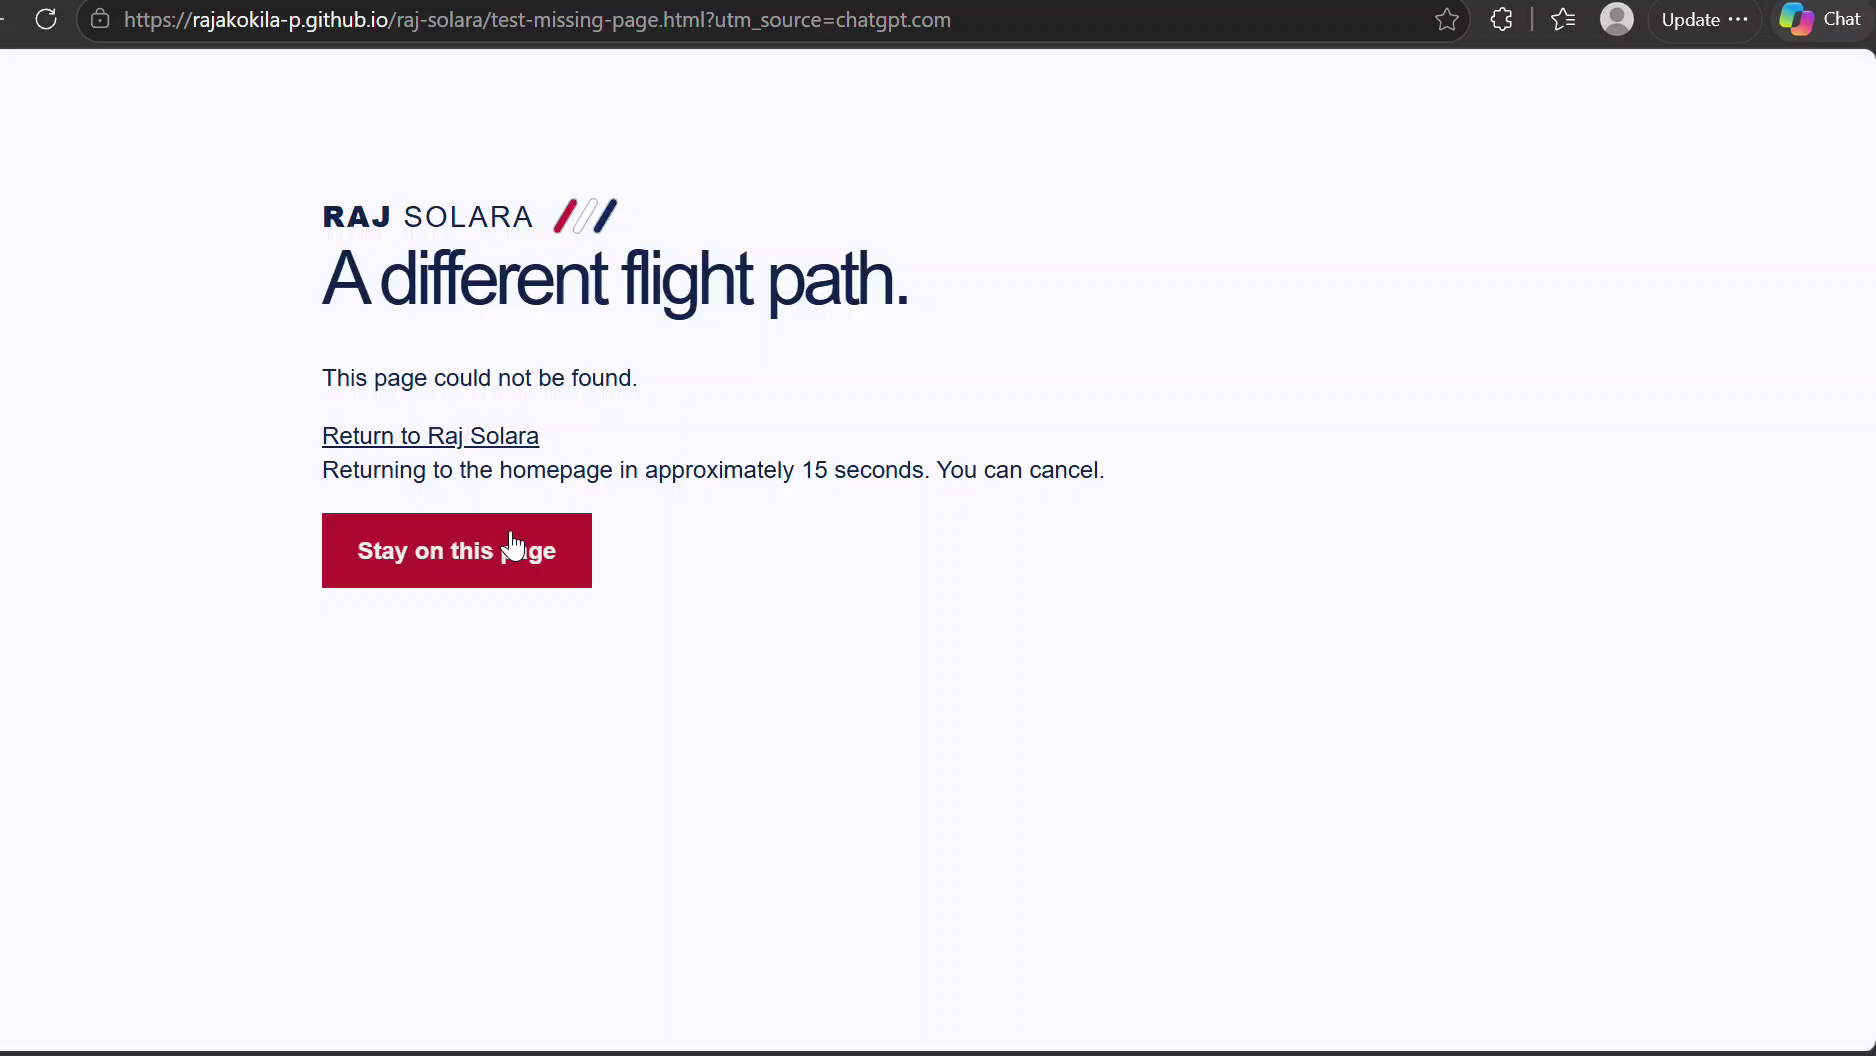 https://rajakokila-p.github.io/raj-solara/test-missing-page.html?utm_source=chatgpt.com
Update
Chat
RAJ SOLARA
A different flight path.
This page could not be found.
Return to Raj Solara
Returning to the homepage in approximately 15 seconds. You can cancel.
Stay on this page